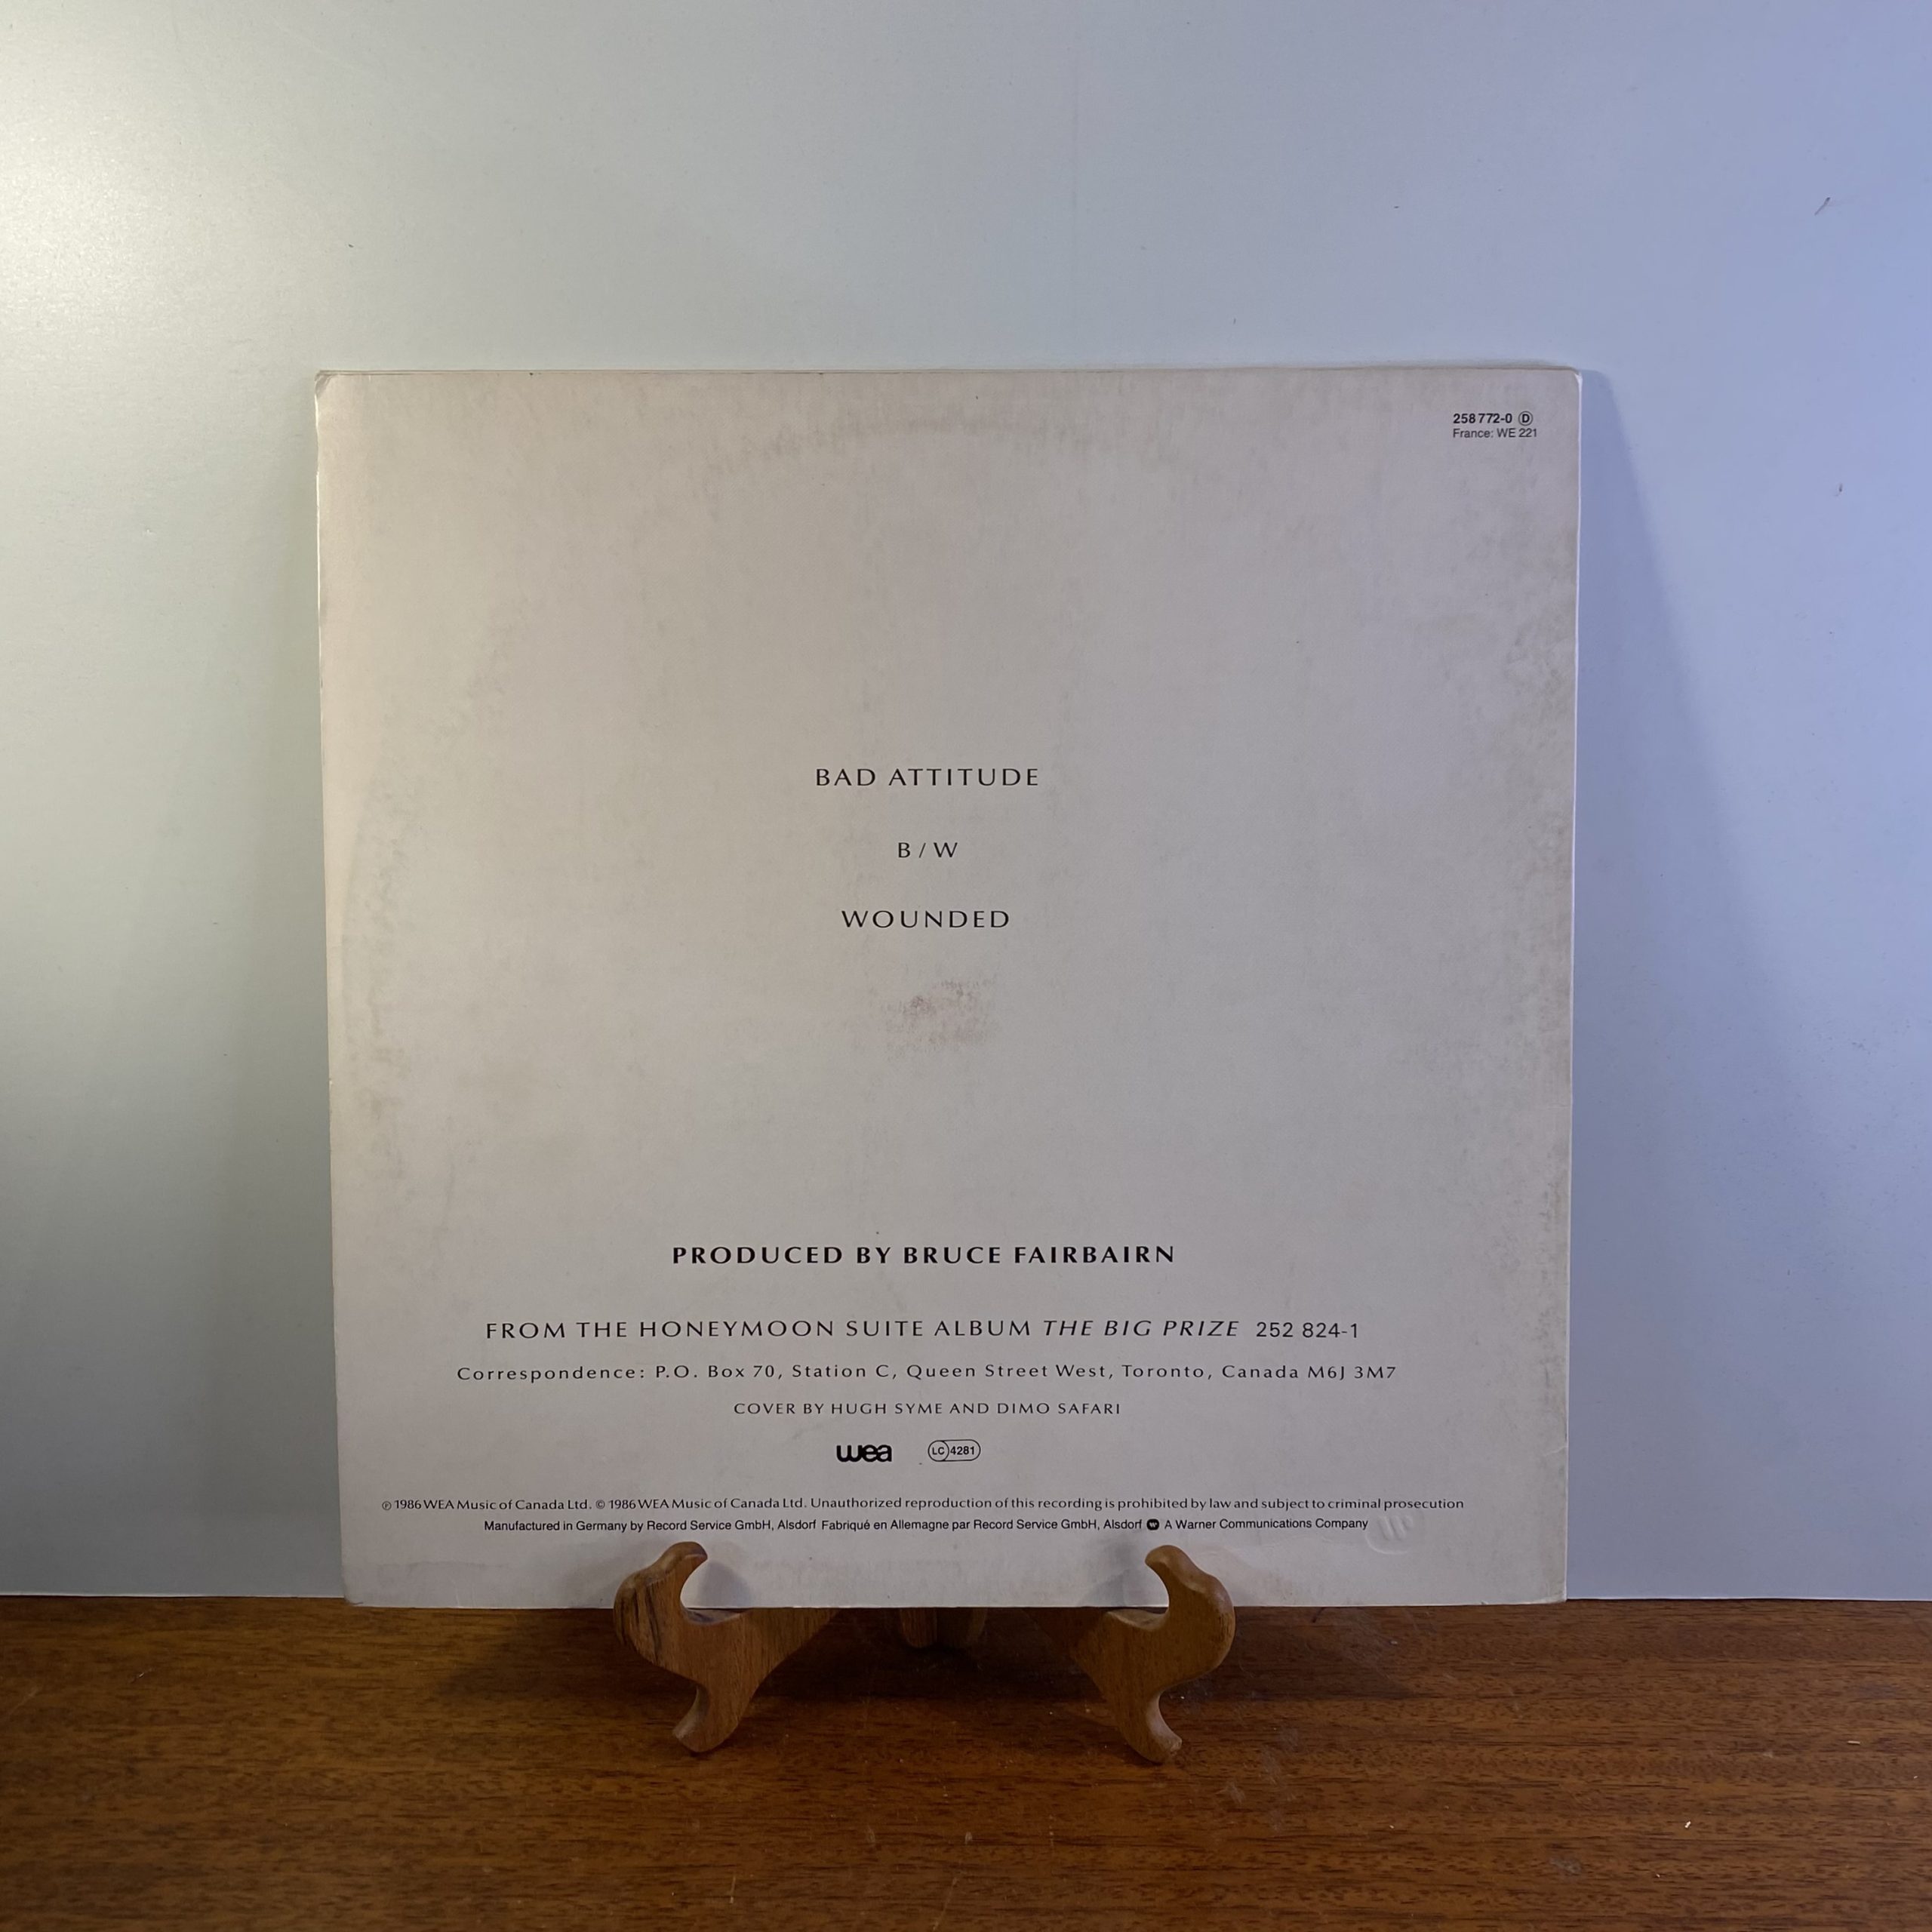 258 772-0 Ⓓ
France: WE 221
BAD ATTITUDE
B/W
WOUNDED
PRODUCED BY BRUCE FAIRBAIRN
FROM THE HONEYMOON SUITE ALBUM THE BIG PRIZE 252 824-1
Correspondence: P.O. Box 70, Station C, Queen Street West, Toronto, Canada M6J 3M7
COVER BY HUGH SYME AND DIMO SAFARI
wea LC 4281
℗ 1986 WEA Music of Canada Ltd. © 1986 WEA Music of Canada Ltd. Unauthorized reproduction of this recording is prohibited by law and subject to criminal prosecution
Manufactured in Germany by Record Service GmbH, Alsdorf Fabriqué en Allemagne par Record Service GmbH, Alsdorf W A Warner Communications Company